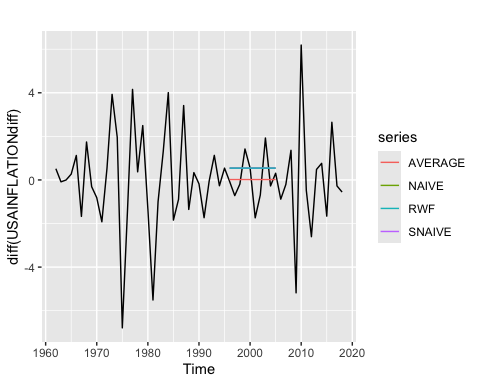 diff(USAINFLATIONdiff)
4
0
-4
1960 1970 1980 1990 2000 2010 2020
Time
series
AVERAGE
NAIVE
RWF
SNAIVE